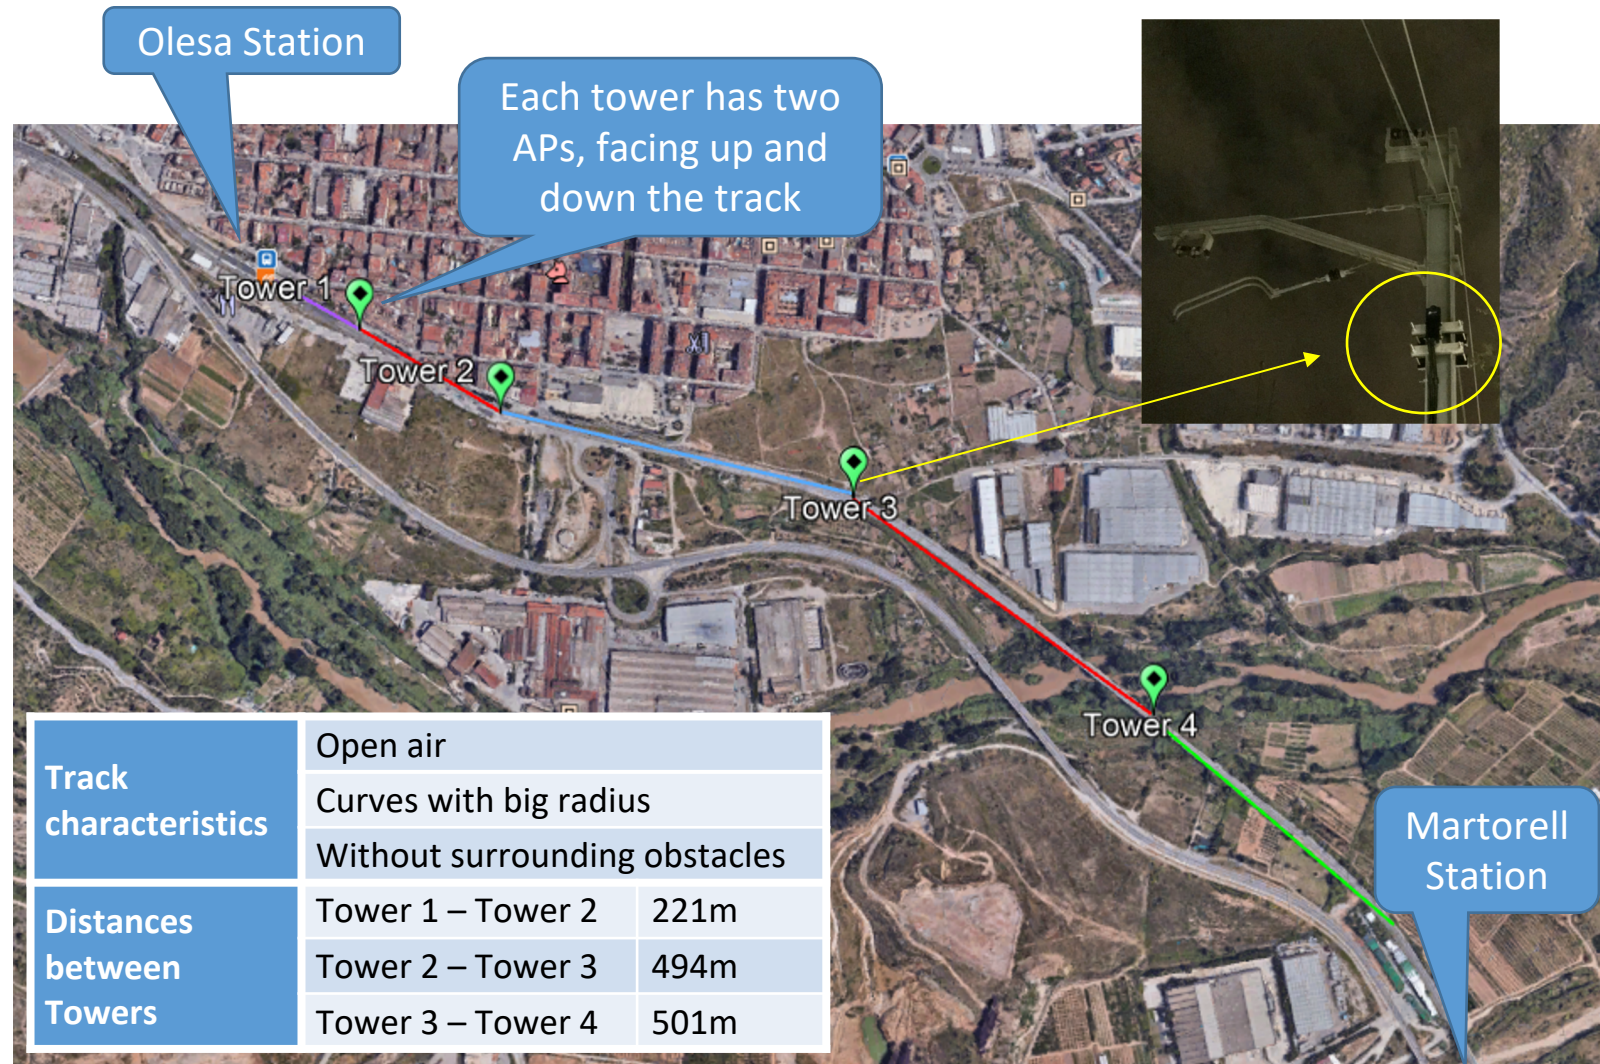 Olesa Station
Each tower has two
APs, facing up and
down the track
Tower 1
Tower 2
Tower 3
Tower 4
Martorell
Station
Track
characteristics
Open air
Curves with big radius
Without surrounding obstacles
Distances
between
Towers
Tower 1 – Tower 2 221m
Tower 2 – Tower 3 494m
Tower 3 – Tower 4 501m